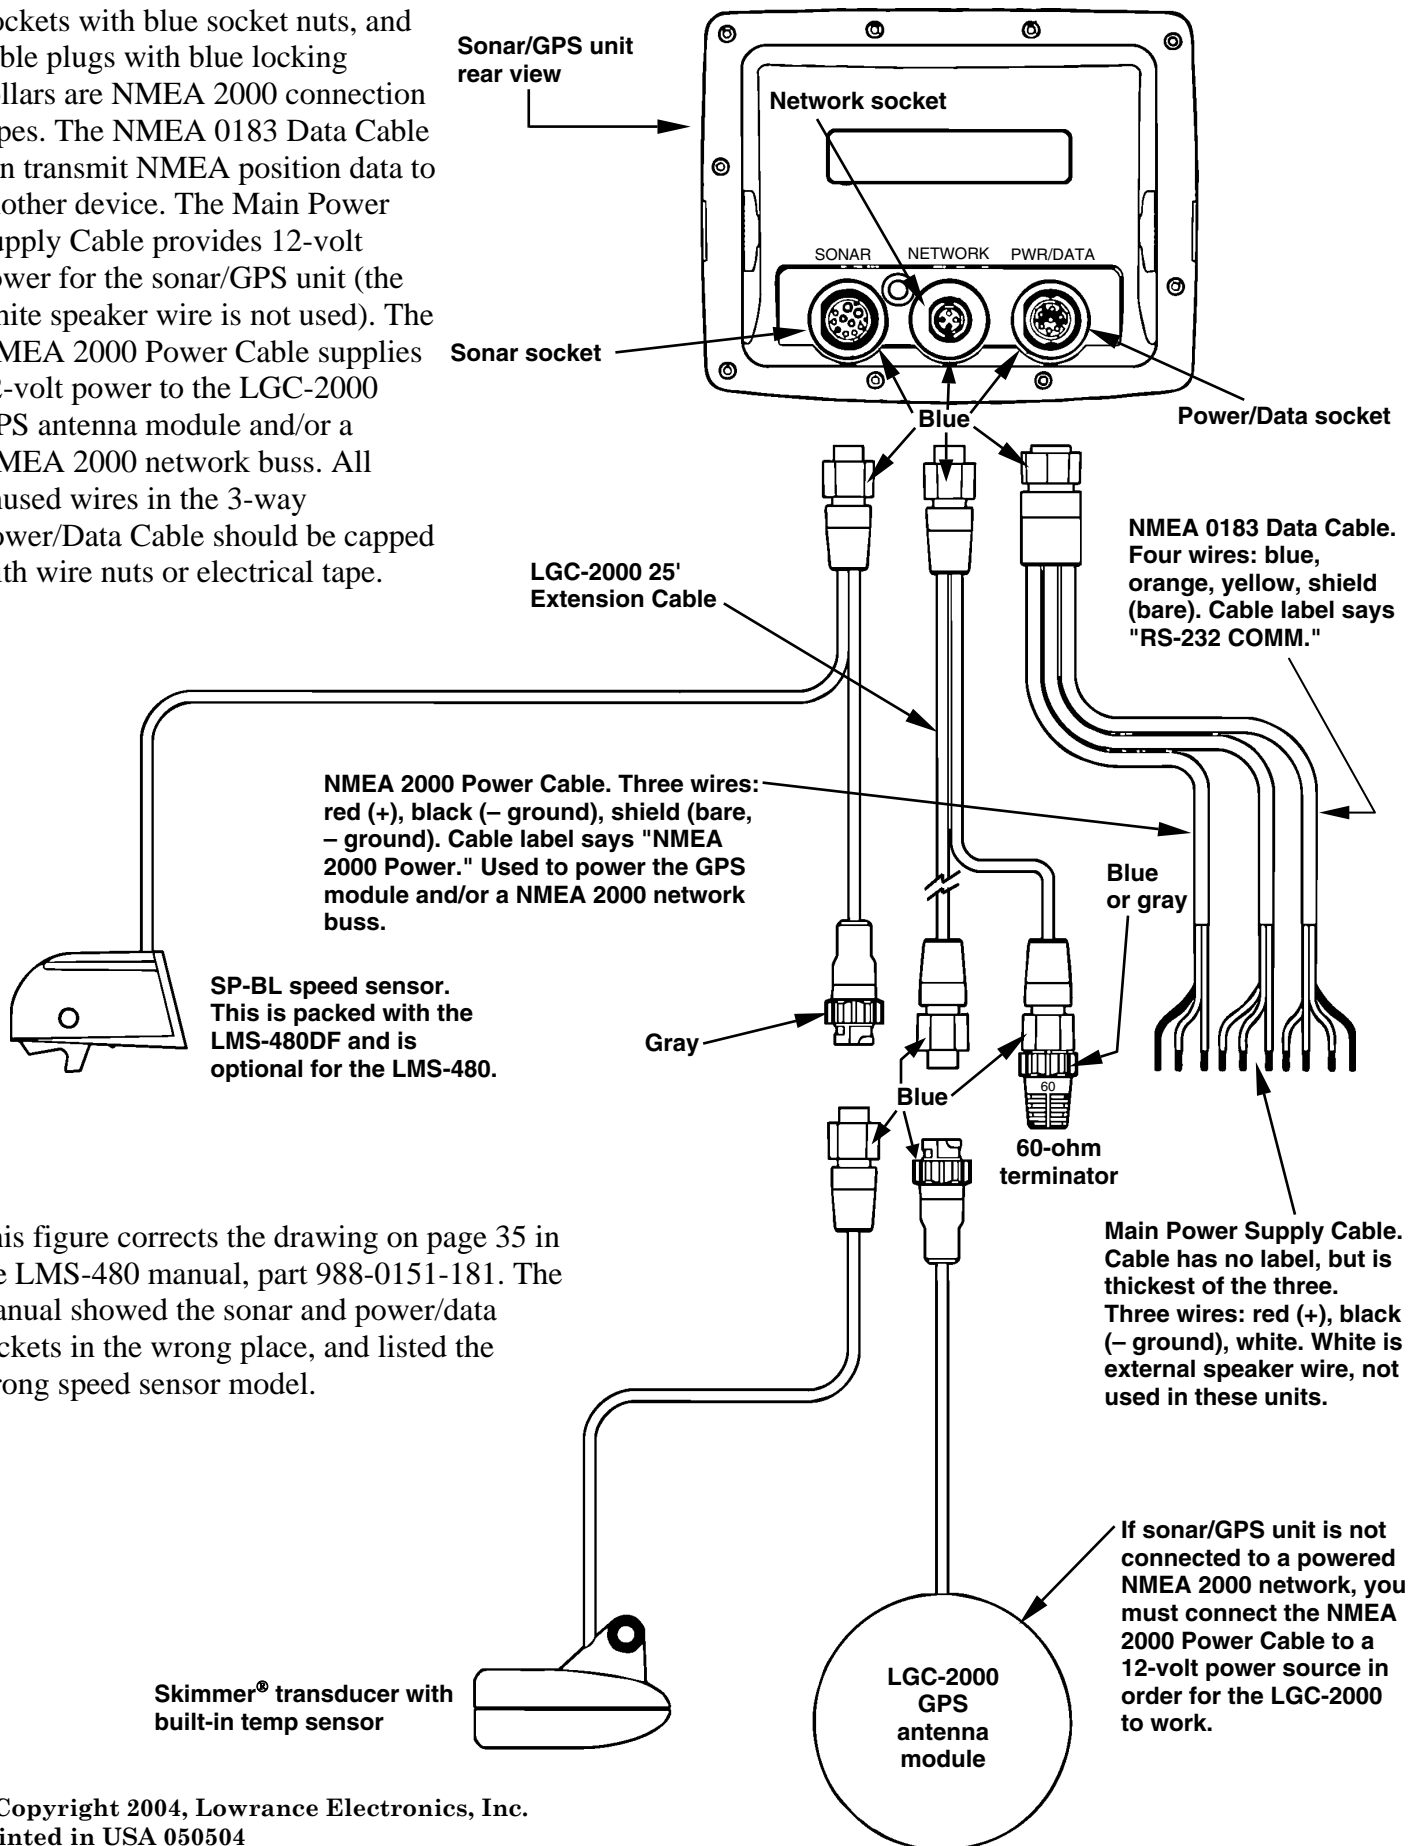 ockets with blue socket nuts, and
ble plugs with blue locking
ollars are NMEA 2000 connection
pes. The NMEA 0183 Data Cable
n transmit NMEA position data to
other device. The Main Power
upply Cable provides 12-volt
ower for the sonar/GPS unit (the
hite speaker wire is not used). The
MEA 2000 Power Cable supplies
2-volt power to the LGC-2000
PS antenna module and/or a
MEA 2000 network buss. All
nused wires in the 3-way
ower/Data Cable should be capped
ith wire nuts or electrical tape.
Sonar/GPS unit
rear view
Network socket
SONAR NETWORK PWR/DATA
Sonar socket
Blue
Power/Data socket
NMEA 0183 Data Cable.
Four wires: blue,
orange, yellow, shield
(bare). Cable label says
"RS-232 COMM."
LGC-2000 25'
Extension Cable
NMEA 2000 Power Cable. Three wires:
red (+), black (– ground), shield (bare,
– ground). Cable label says "NMEA
2000 Power." Used to power the GPS
module and/or a NMEA 2000 network
buss.
Blue
or gray
SP-BL speed sensor.
This is packed with the
LMS-480DF and is
optional for the LMS-480.
Gray
Blue
60
60-ohm
terminator
Main Power Supply Cable.
Cable has no label, but is
thickest of the three.
Three wires: red (+), black
(– ground), white. White is
external speaker wire, not
used in these units.
his figure corrects the drawing on page 35 in
e LMS-480 manual, part 988-0151-181. The
anual showed the sonar and power/data
ckets in the wrong place, and listed the
rong speed sensor model.
If sonar/GPS unit is not
connected to a powered
NMEA 2000 network, you
must connect the NMEA
2000 Power Cable to a
12-volt power source in
order for the LGC-2000
to work.
LGC-2000
GPS
antenna
module
Skimmer® transducer with
built-in temp sensor
Copyright 2004, Lowrance Electronics, Inc.
inted in USA 050504